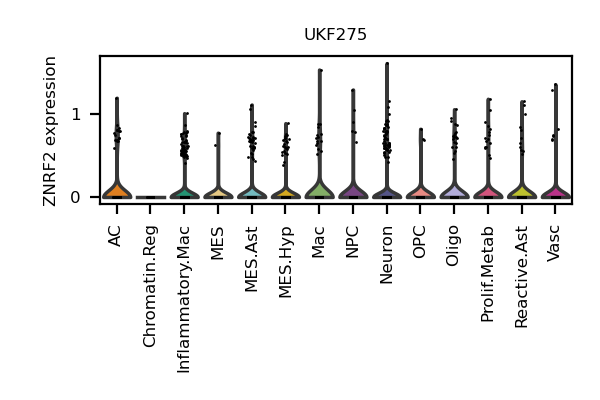 UKF275
ZNRF2 expression
1
0
AC
Chromatin.Reg
Inflammatory.Mac
MES
MES.Ast
MES.Hyp
Mac
NPC
Neuron
OPC
Oligo
Prolif.Metab
Reactive.Ast
Vasc